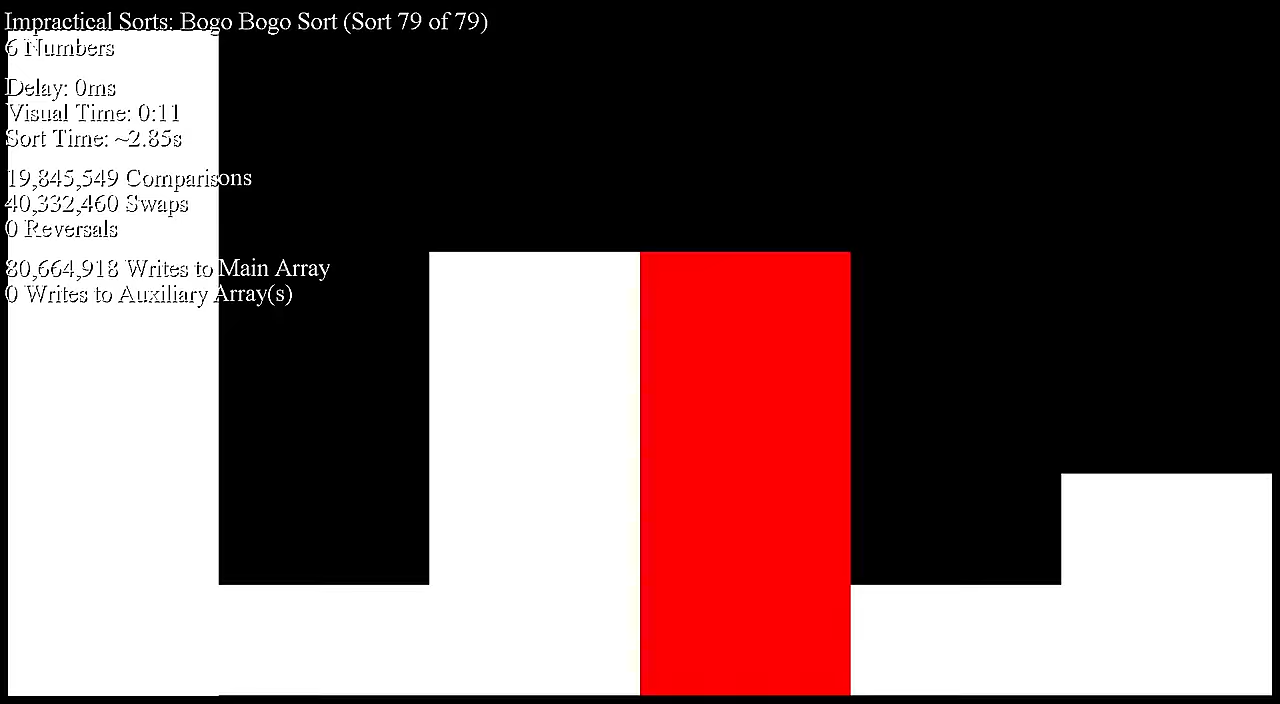 Impractical Sorts: Bogo Bogo Sort (Sort 79 of 79)
6 Numbers
Delay: 0ms
Visual Time: 0:11
Sort Time: ~2.85s
19,845,549 Comparisons
40,332,460 Swaps
0 Reversals
80,664,918 Writes to Main Array
0 Writes to Auxiliary Array(s)